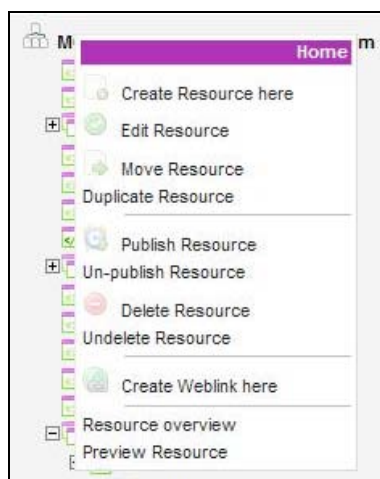 M m
Home
Create Resource here
Edit Resource
Move Resource
Duplicate Resource
Publish Resource
Un-publish Resource
Delete Resource
Undelete Resource
Create Weblink here
Resource overview
Preview Resource